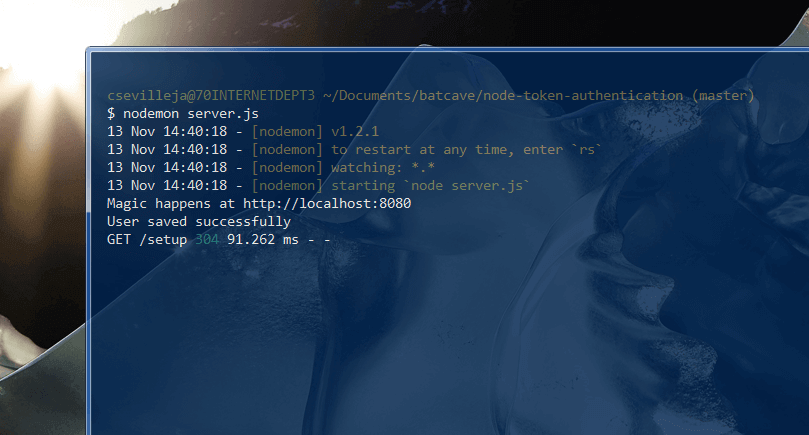 csevilleja@70INTERNETDEPT3 ~/Documents/batcave/node-token-authentication (master)
$ nodemon server.js
13 Nov 14:40:18 - [nodemon] v1.2.1
13 Nov 14:40:18 - [nodemon] to restart at any time, enter `rs`
13 Nov 14:40:18 - [nodemon] watching: *.*
13 Nov 14:40:18 - [nodemon] starting `node server.js`
Magic happens at http://localhost:8080
User saved successfully
GET /setup 304 91.262 ms - -